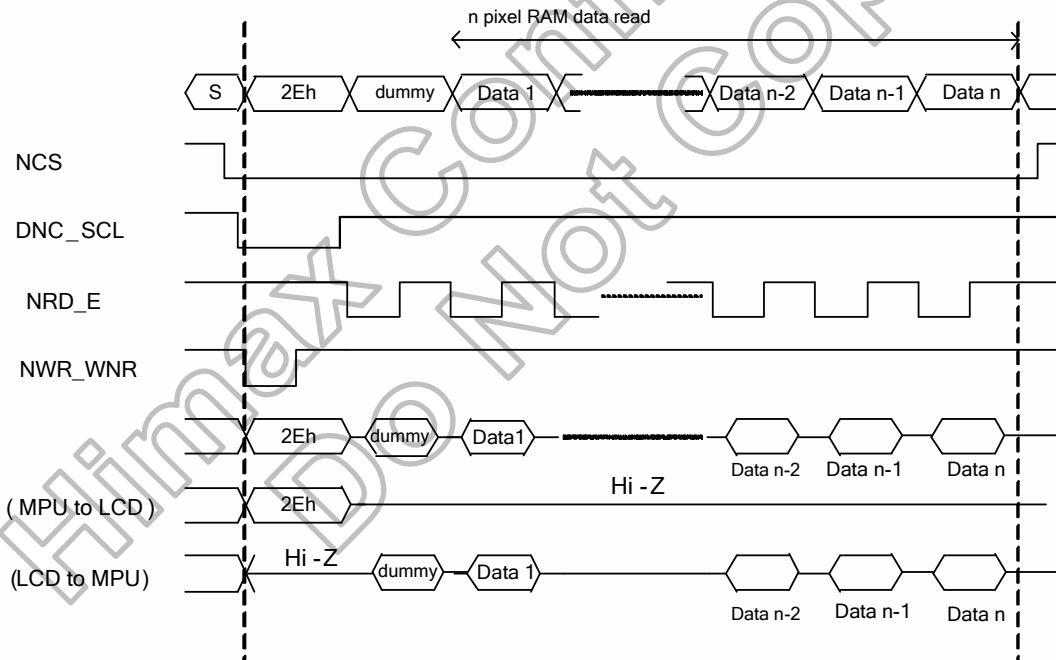 n pixel RAM data read
S 2Eh dummy Data 1 Data n-2 Data n-1 Data n
NCS
DNC_SCL
NRD_E
NWR_WNR
2Eh dummy Data1 Data n-2 Data n-1 Data n
(MPU to LCD) 2Eh Hi-Z
(LCD to MPU) Hi-Z dummy Data 1 Data n-2 Data n-1 Data n
Himax Conf
Do Not Cop